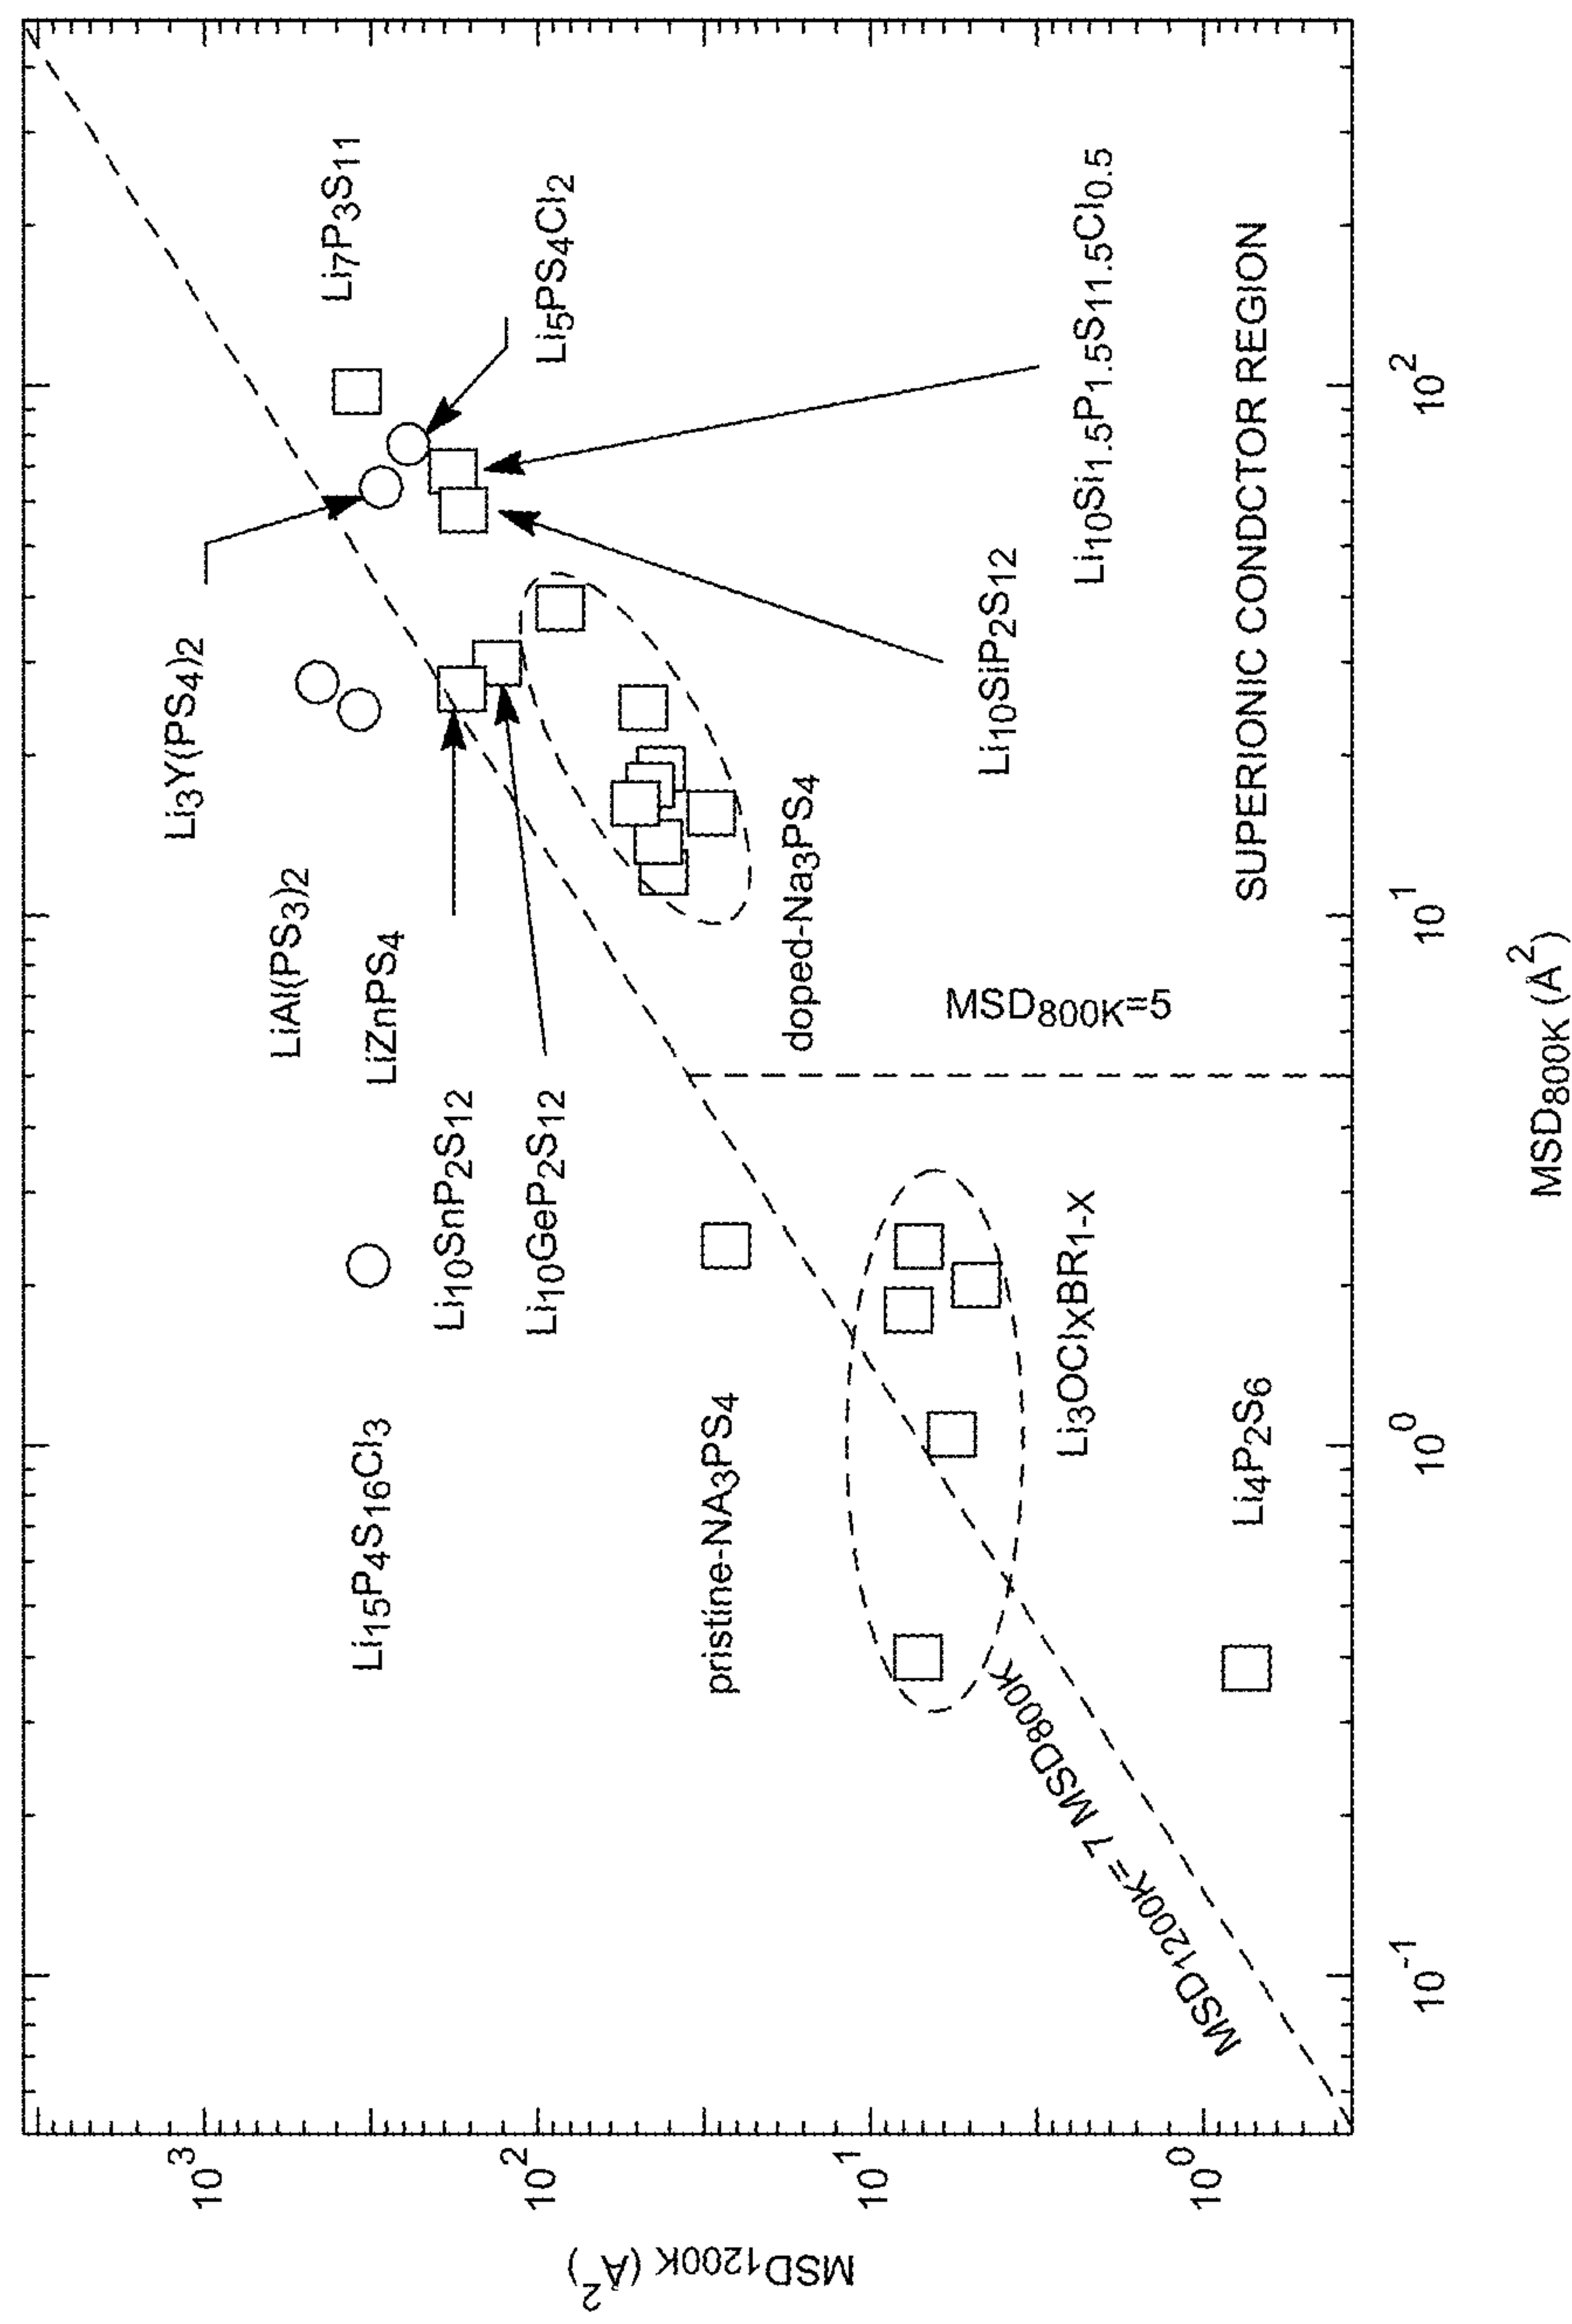 MSD1200K (Å2)
10^3
10^2
10^1
10^0
Li3Y(PS4)2
Li7P3S11
LiAl(PS3)2
LiZnPS4
Li5PS4Cl2
Li15P4S16Cl3
Li10SnP2S12
Li10GeP2S12
pristine-NA3PS4
doped-Na3PS4
Li10SiP2S12
Li10Si1.5P1.5S11.5Cl0.5
MSD800K=5
Li3OClXBR1-X
MSD1200K=7 MSD800K
Li4P2S6
SUPERIONIC CONDCTOR REGION
10^-1
10^0
10^1
10^2
MSD800K (Å2)